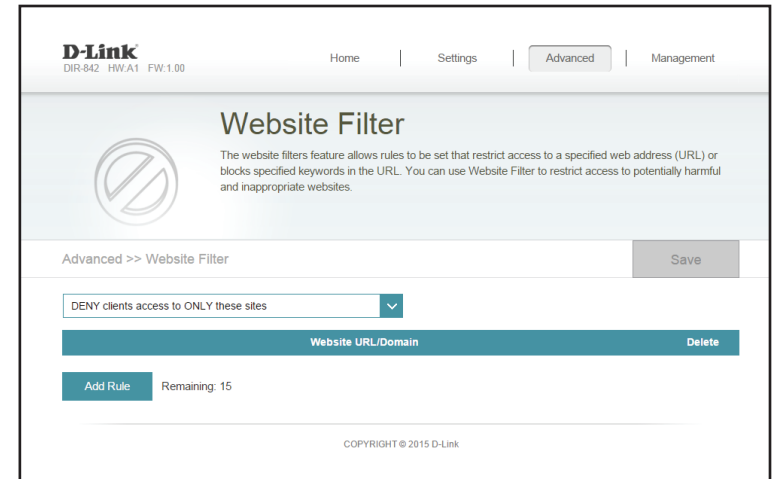 D-Link
DIR-842 HW:A1 FW:1.00
Home
Settings
Advanced
Management
Website Filter
The website filters feature allows rules to be set that restrict access to a specified web address (URL) or
blocks specified keywords in the URL. You can use Website Filter to restrict access to potentially harmful
and inappropriate websites.
Advanced >> Website Filter
Save
DENY clients access to ONLY these sites
Website URL/Domain
Delete
Add Rule
Remaining: 15
COPYRIGHT © 2015 D-Link